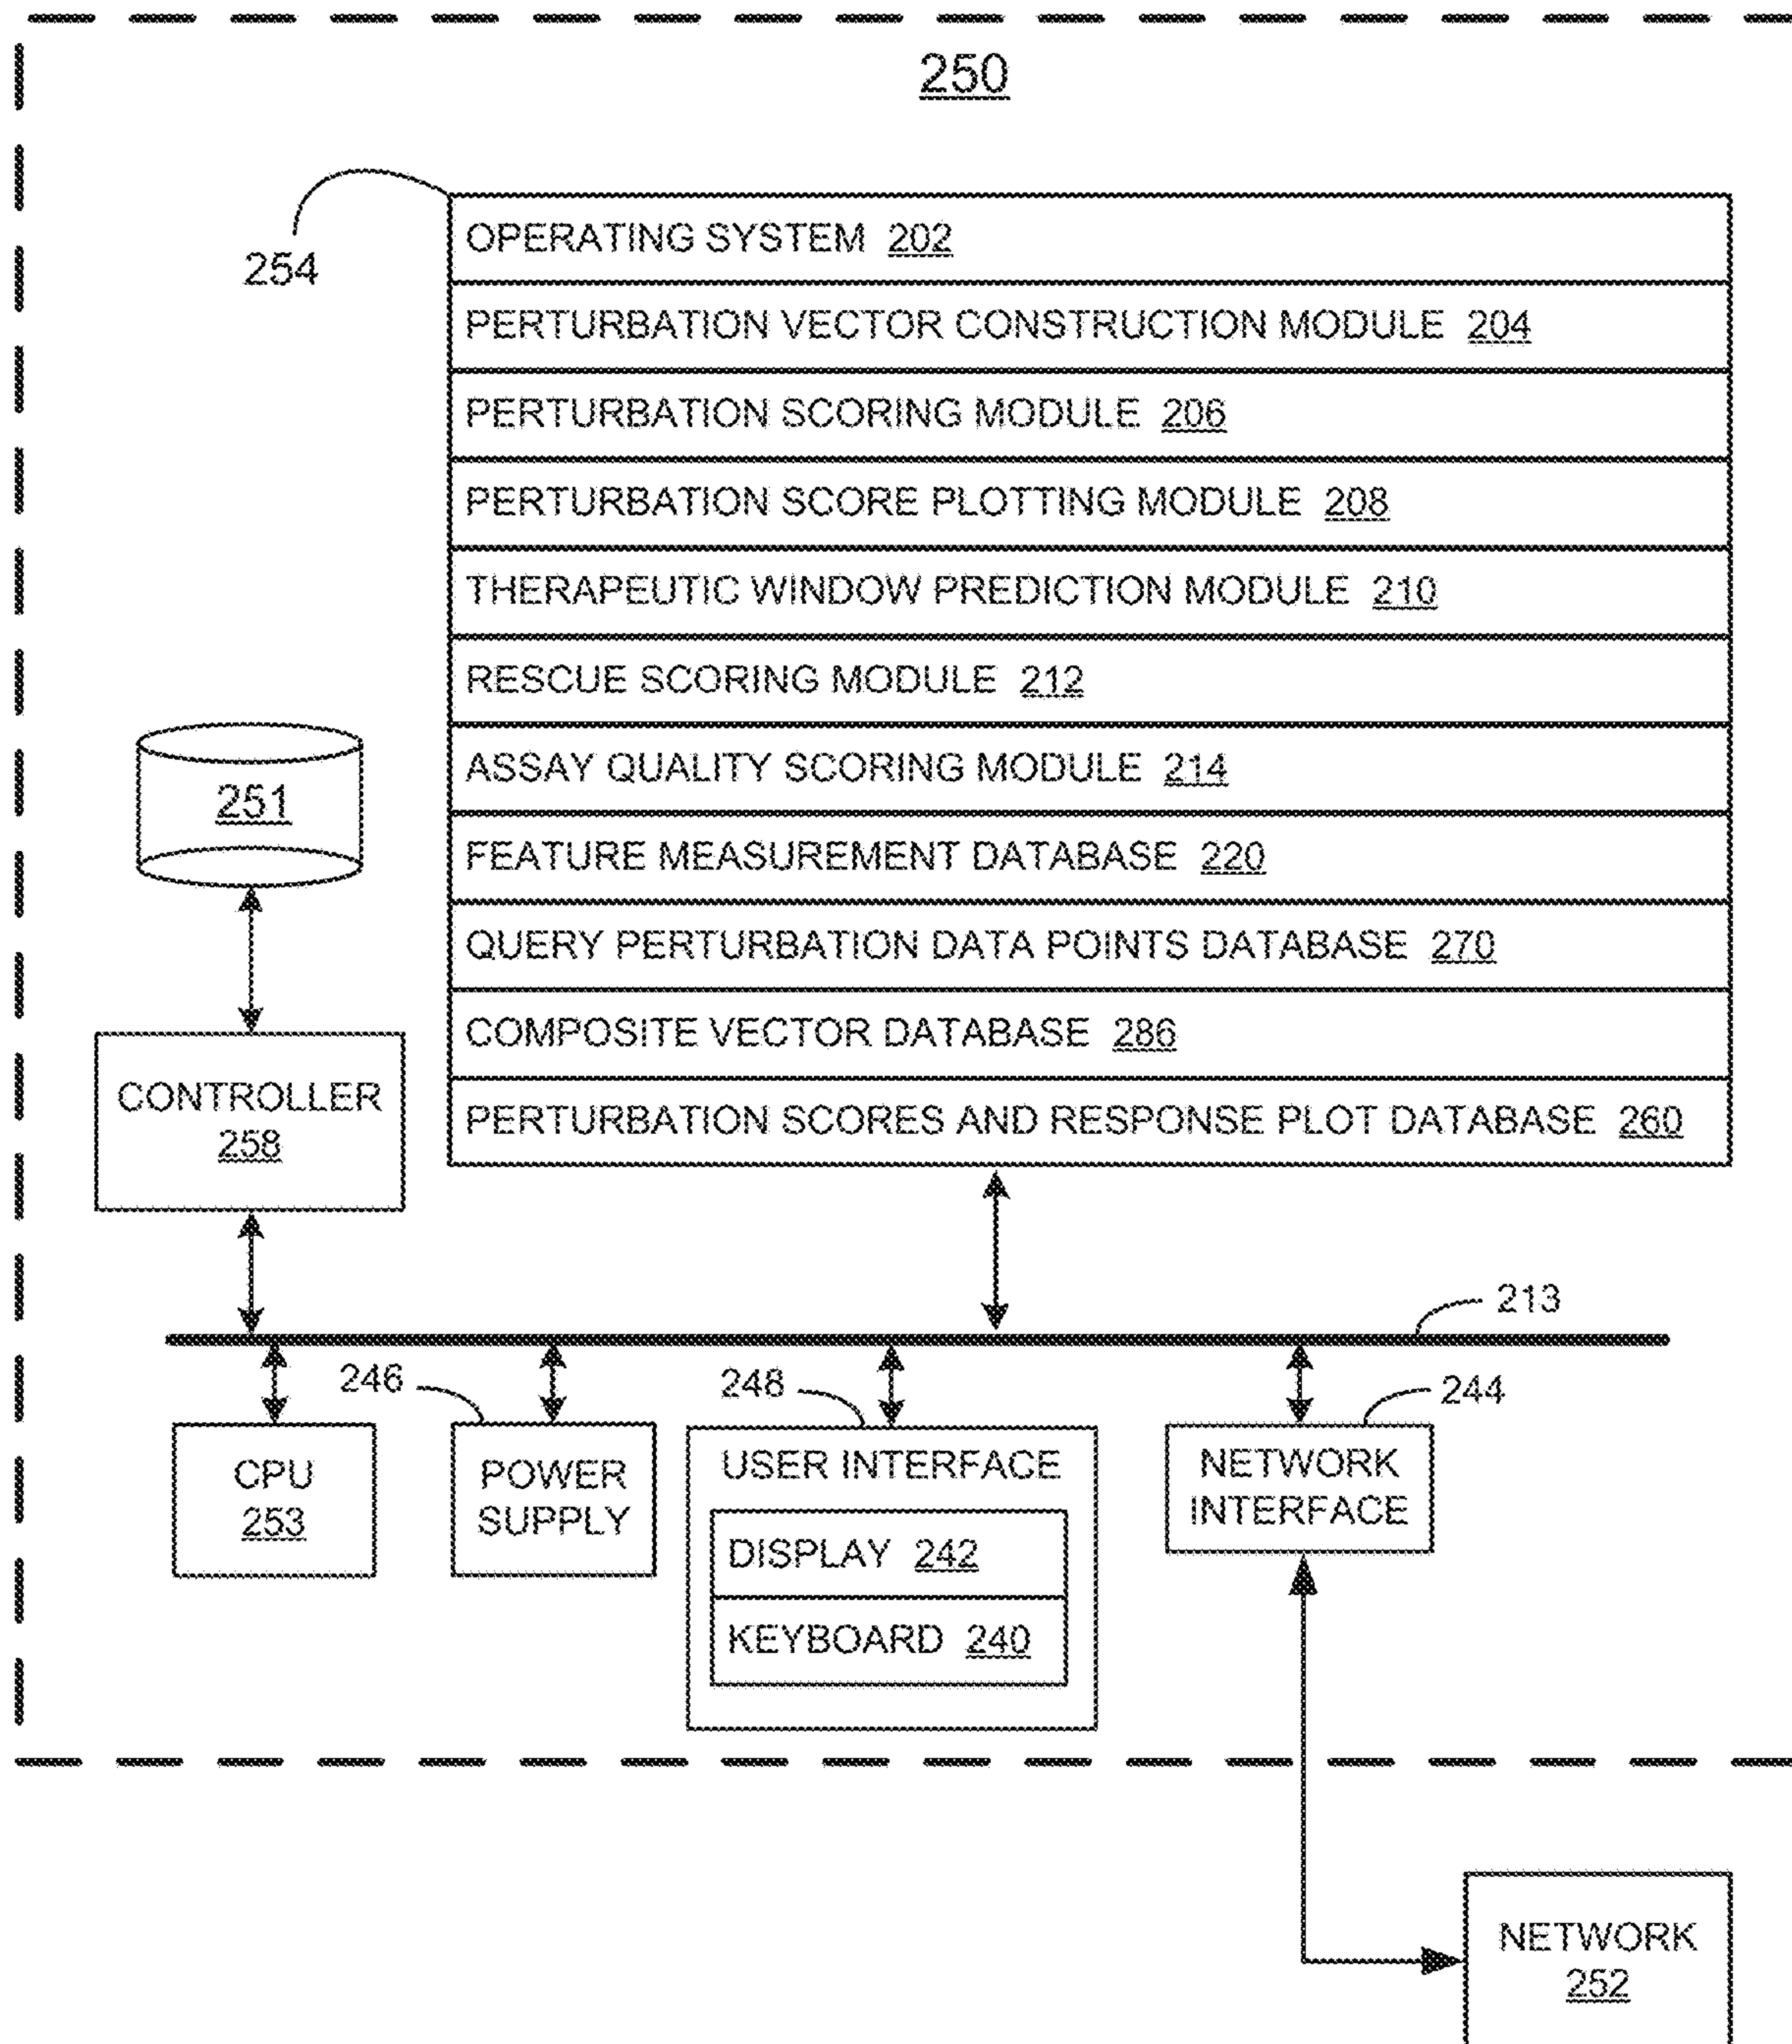 250
254
OPERATING SYSTEM 202
PERTURBATION VECTOR CONSTRUCTION MODULE 204
PERTURBATION SCORING MODULE 206
PERTURBATION SCORE PLOTTING MODULE 208
THERAPEUTIC WINDOW PREDICTION MODULE 210
RESCUE SCORING MODULE 212
ASSAY QUALITY SCORING MODULE 214
FEATURE MEASUREMENT DATABASE 220
QUERY PERTURBATION DATA POINTS DATABASE 270
COMPOSITE VECTOR DATABASE 286
PERTURBATION SCORES AND RESPONSE PLOT DATABASE 260
251
CONTROLLER
258
213
246
248
244
CPU
253
POWER
SUPPLY
USER INTERFACE
DISPLAY 242
KEYBOARD 240
NETWORK
INTERFACE
NETWORK
252